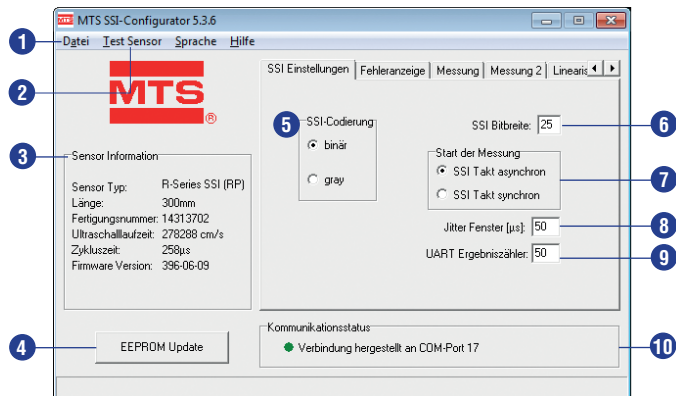 MTS SSI-Configurator 5.3.6
1 Datei Test Sensor Sprache Hilfe
2
MTS
®
SSI Einstellungen Fehleranzeige Messung Messung 2 Linearis
3 Sensor Information
Sensor Typ: R-Series SSI (RP)
Länge: 300mm
Fertigungsnummer: 14313702
Ultraschalllaufzeit: 278288 cm/s
Zykluszeit: 258µs
Firmware Version: 396-06-09
5 SSI-Codierung
binär
gray
SSI Bitbreite: 25 6
Start der Messung
SSI Takt asynchron
SSI Takt synchron
7
Jitter Fenster [µs]: 50 8
UART Ergebniszähler: 50 9
4 EEPROM Update
Kommunikationsstatus
Verbindung hergestellt an COM-Port 17
10